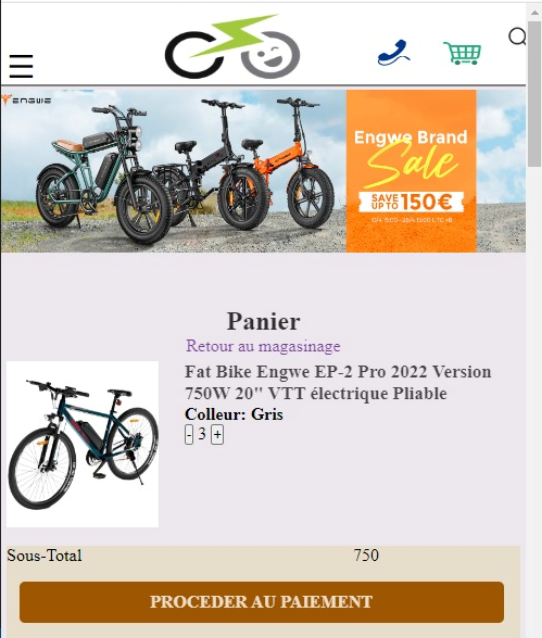 ENGWE
Engwe Brand
Sale
SAVE
UP TO 150€
Panier
Retour au magasinage
Fat Bike Engwe EP-2 Pro 2022 Version
750W 20" VTT électrique Pliable
Colleur: Gris
- 3 +
Sous-Total 750
PROCEDER AU PAIEMENT